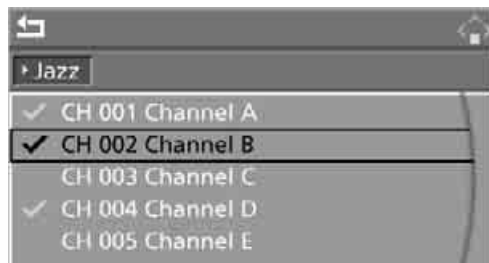 Jazz
CH 001 Channel A
CH 002 Channel B
CH 003 Channel C
CH 004 Channel D
CH 005 Channel E